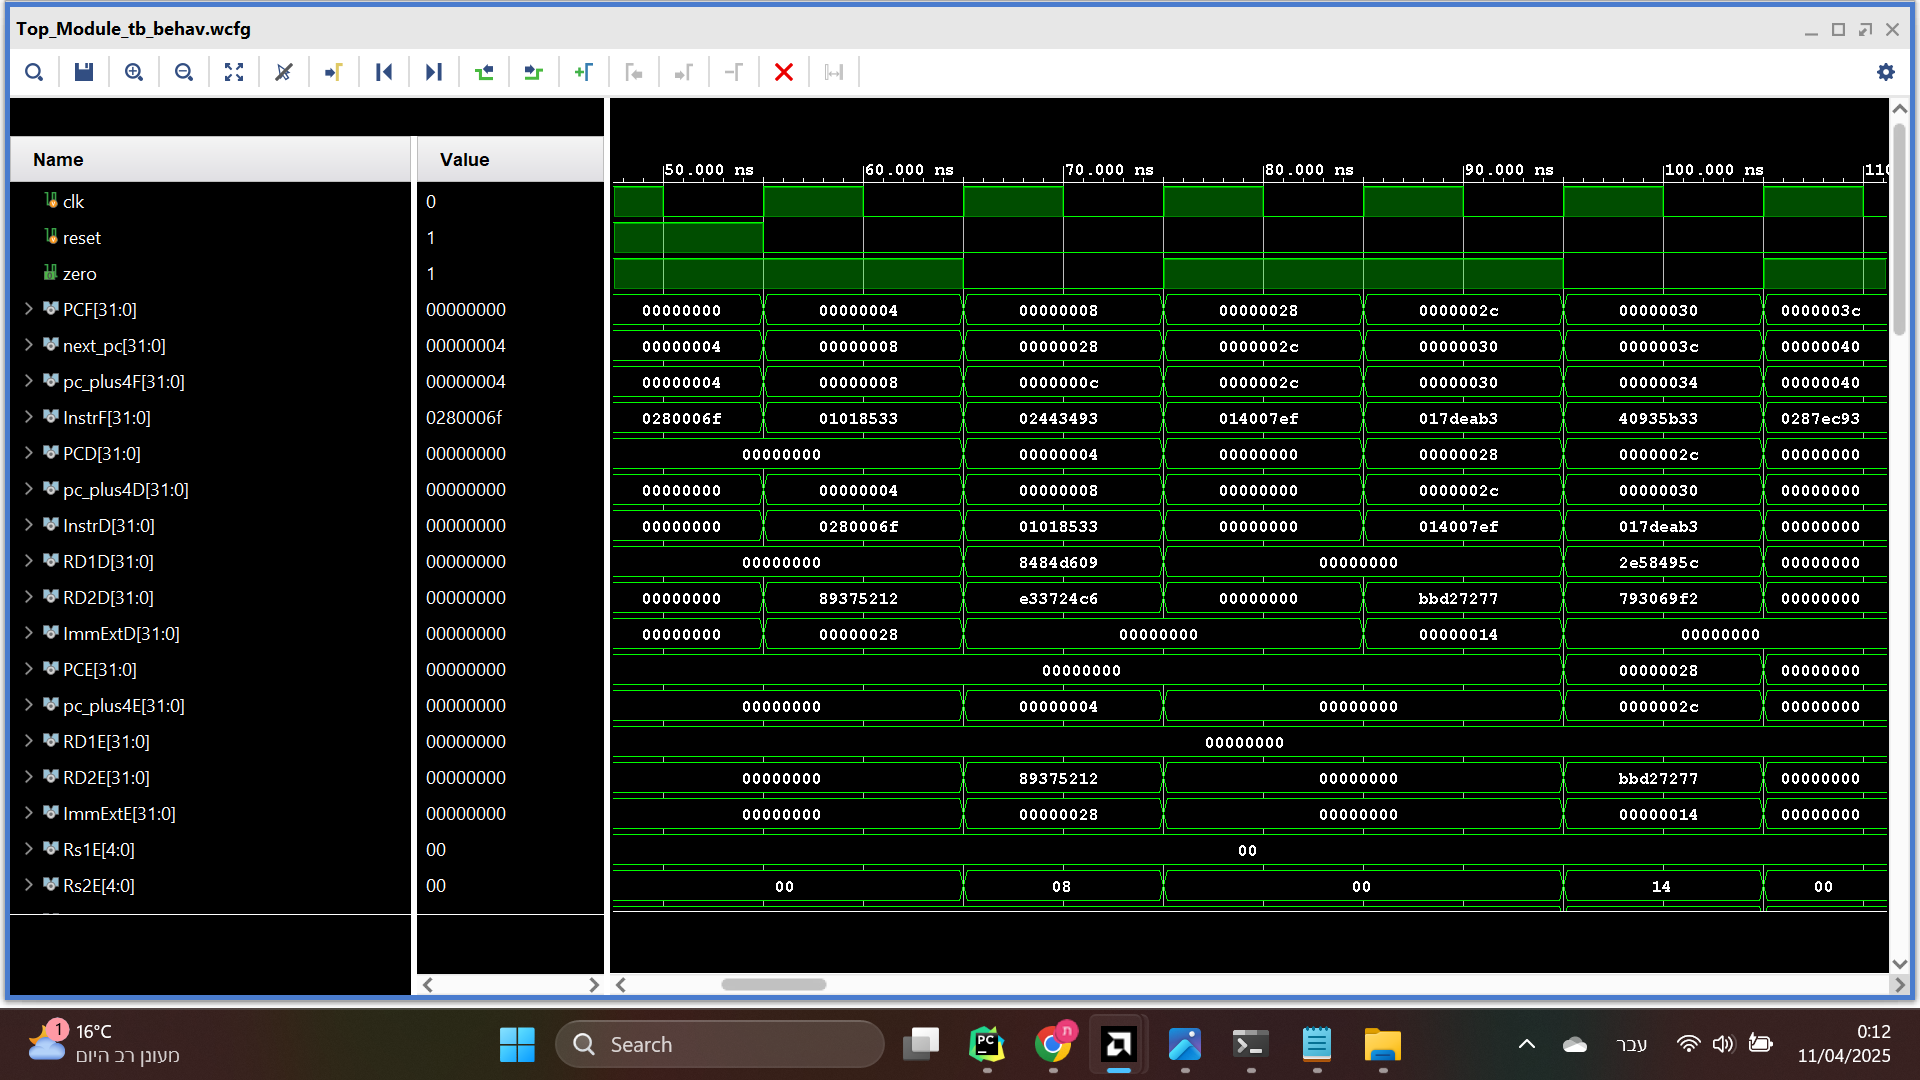 Top_Module_tb_behav.wcfg
Name Value
50.000 ns 60.000 ns 70.000 ns 80.000 ns 90.000 ns 100.000 ns 110
clk 0
reset 1
zero 1
PCF[31:0] 00000000 00000000 00000004 00000008 00000028 0000002c 00000030 0000003c
next_pc[31:0] 00000004 00000004 00000008 00000028 0000002c 00000030 0000003c 00000040
pc_plus4F[31:0] 00000004 00000004 00000008 0000000c 0000002c 00000030 00000034 00000040
InstrF[31:0] 0280006f 0280006f 01018533 02443493 014007ef 017deab3 40935b33 0287ec93
PCD[31:0] 00000000 00000000 00000004 00000000 00000028 0000002c 00000000
pc_plus4D[31:0] 00000000 00000000 00000004 00000008 00000000 0000002c 00000030 00000000
InstrD[31:0] 00000000 00000000 0280006f 01018533 00000000 014007ef 017deab3 00000000
RD1D[31:0] 00000000 00000000 8484d609 00000000 2e58495c 00000000
RD2D[31:0] 00000000 00000000 89375212 e33724c6 00000000 bbd27277 793069f2 00000000
ImmExtD[31:0] 00000000 00000000 00000028 00000000 00000014 00000000
PCE[31:0] 00000000 00000000 00000028 00000000
pc_plus4E[31:0] 00000000 00000000 00000004 00000000 0000002c 00000000
RD1E[31:0] 00000000 00000000
RD2E[31:0] 00000000 00000000 89375212 00000000 bbd27277 00000000
ImmExtE[31:0] 00000000 00000000 00000028 00000000 00000014 00000000
Rs1E[4:0] 00 00
Rs2E[4:0] 00 00 08 00 14 00
1
16°C
מעונן רב היום
Search
PC
ת
עבר
0:12
11/04/2025